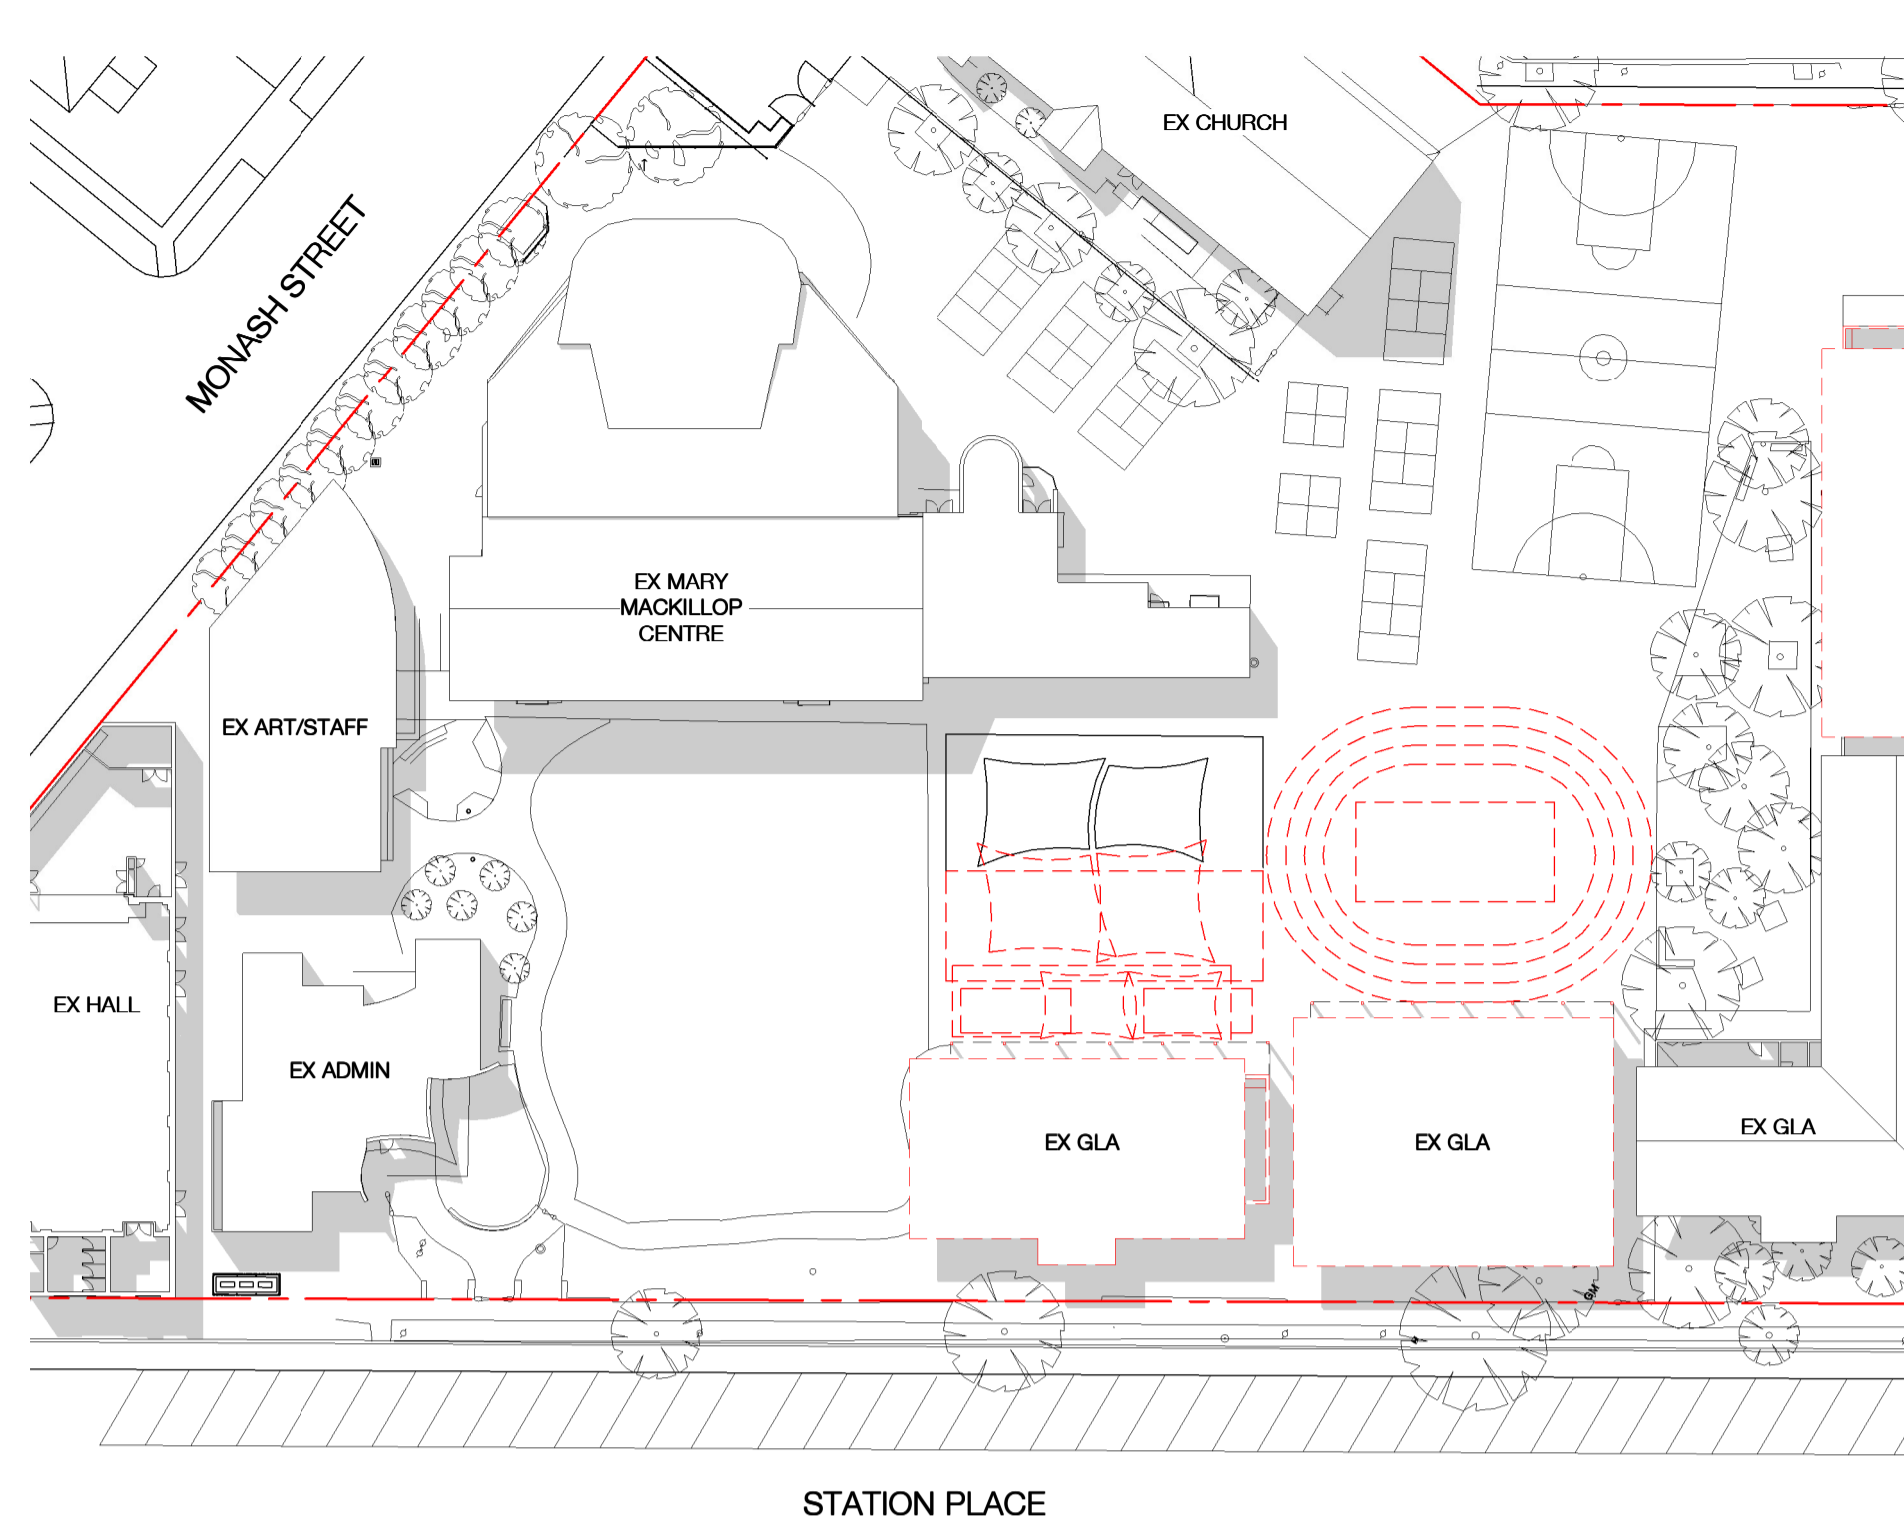 EX CHURCH
MONASH STREET
EX MARY
MACKILLOP
CENTRE
EX ART/STAFF
EX HALL
EX ADMIN
EX GLA
EX GLA
EX GLA
GM
STATION PLACE